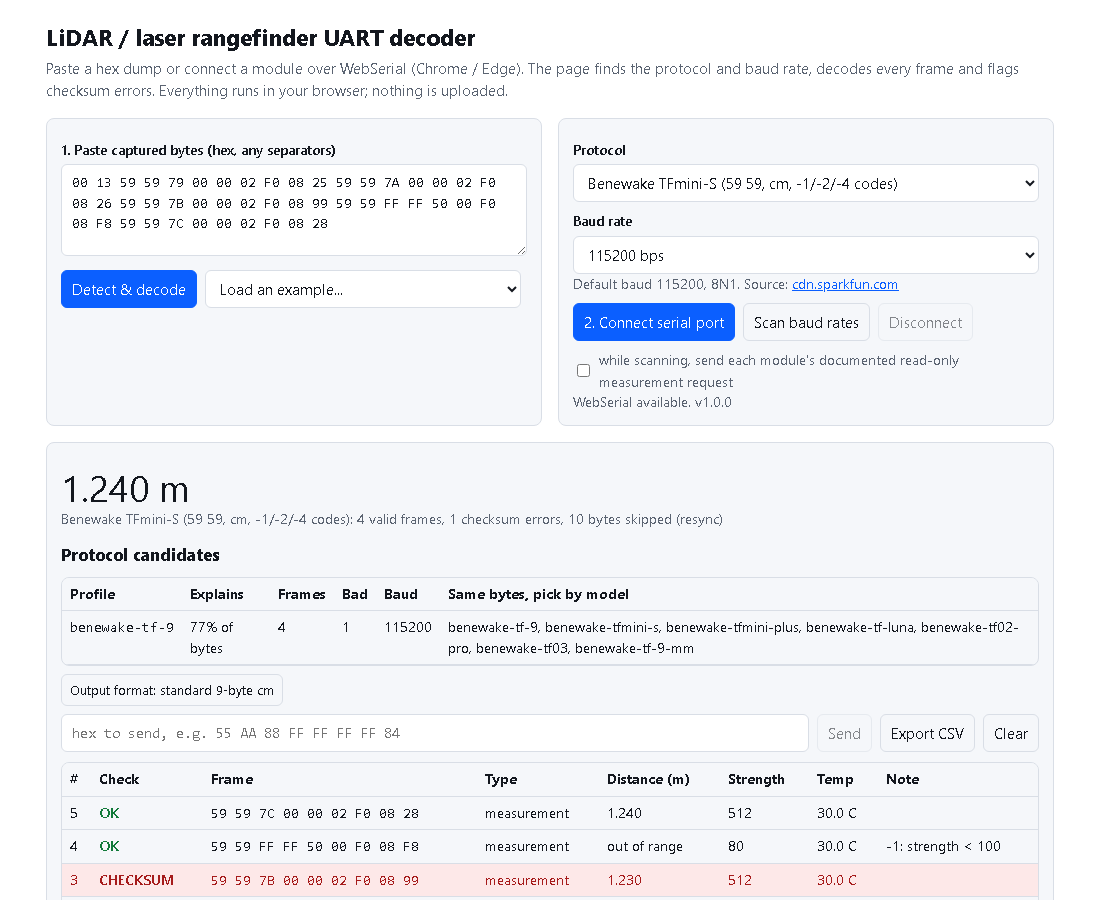 LiDAR / laser rangefinder UART decoder
Paste a hex dump or connect a module over WebSerial (Chrome / Edge). The page finds the protocol and baud rate, decodes every frame and flags
checksum errors. Everything runs in your browser; nothing is uploaded.
1. Paste captured bytes (hex, any separators)
00 13 59 59 79 00 00 02 F0 08 25 59 59 7A 00 00 02 F0
08 26 59 59 7B 00 00 02 F0 08 99 59 59 FF FF 50 00 F0
08 F8 59 59 7C 00 00 02 F0 08 28
Detect & decode
Load an example...
Protocol
Benewake TFmini-S (59 59, cm, -1/-2/-4 codes)
Baud rate
115200 bps
Default baud 115200, 8N1. Source: cdn.sparkfun.com
2. Connect serial port
Scan baud rates
Disconnect
while scanning, send each module's documented read-only
measurement request
WebSerial available. v1.0.0
1.240 m
Benewake TFmini-S (59 59, cm, -1/-2/-4 codes): 4 valid frames, 1 checksum errors, 10 bytes skipped (resync)
Protocol candidates
Profile Explains Frames Bad Baud Same bytes, pick by model
benewake-tf-9 77% of bytes 4 1 115200 benewake-tf-9, benewake-tfmini-s, benewake-tfmini-plus, benewake-tf-luna, benewake-tf02-
pro, benewake-tf03, benewake-tf-9-mm
Output format: standard 9-byte cm
hex to send, e.g. 55 AA 88 FF FF FF FF 84
Send
Export CSV
Clear
# Check Frame Type Distance (m) Strength Temp Note
5 OK 59 59 7C 00 00 02 F0 08 28 measurement 1.240 512 30.0 C
4 OK 59 59 FF FF 50 00 F0 08 F8 measurement out of range 80 30.0 C -1: strength < 100
3 CHECKSUM 59 59 7B 00 00 02 F0 08 99 measurement 1.230 512 30.0 C